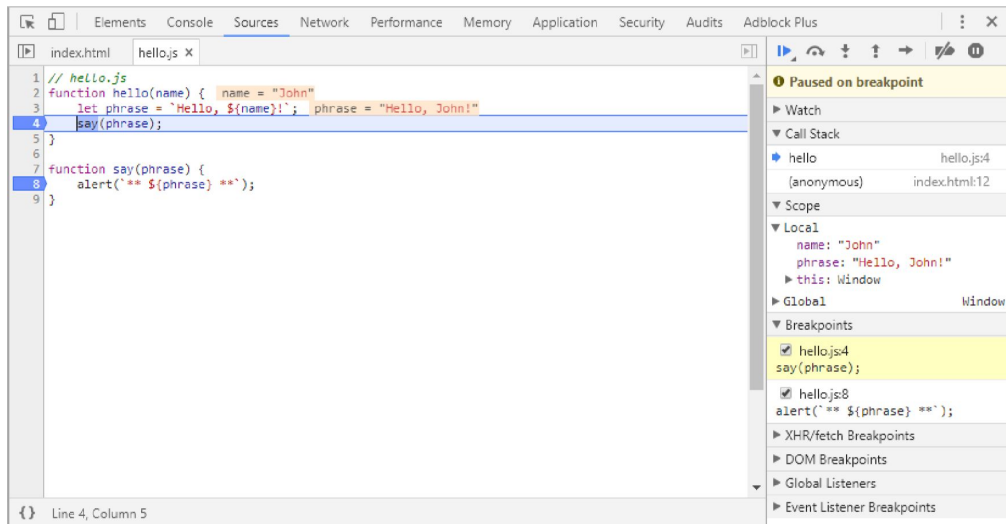 Elements Console Sources Network Performance Memory Application Security Audits Adblock Plus
index.html hello.js ×
1 // hello.js
2 function hello(name) { name = "John"
3 let phrase = `Hello, ${name}!`; phrase = "Hello, John!"
4 say(phrase);
5 }
6
7 function say(phrase) {
8 alert(`** ${phrase} **`);
9 }
{} Line 4, Column 5
Paused on breakpoint
Watch
Call Stack
hello hello.js:4
(anonymous) index.html:12
Scope
Local
name: "John"
phrase: "Hello, John!"
this: Window
Global Window
Breakpoints
hello.js:4
say(phrase);
hello.js:8
alert(`** ${phrase} **`);
XHR/fetch Breakpoints
DOM Breakpoints
Global Listeners
Event Listener Breakpoints